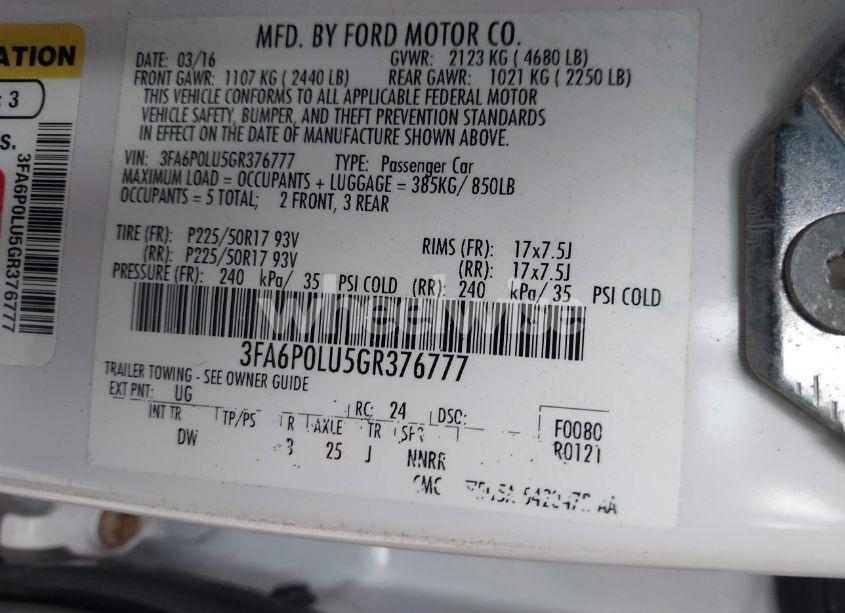 ATION
: 3
s.
3FA6P0LU5GR376777
MFD. BY FORD MOTOR CO.
DATE: 03/16 GVWR: 2123 KG ( 4680 LB)
FRONT GAWR: 1107 KG ( 2440 LB) REAR GAWR: 1021 KG ( 2250 LB)
THIS VEHICLE CONFORMS TO ALL APPLICABLE FEDERAL MOTOR
VEHICLE SAFETY, BUMPER, AND THEFT PREVENTION STANDARDS
IN EFFECT ON THE DATE OF MANUFACTURE SHOWN ABOVE.
VIN: 3FA6P0LU5GR376777 TYPE: Passenger Car
MAXIMUM LOAD = OCCUPANTS + LUGGAGE = 385KG/ 850LB
OCCUPANTS = 5 TOTAL; 2 FRONT, 3 REAR
TIRE (FR): P225/50R17 93V RIMS (FR): 17x7.5J
(RR): P225/50R17 93V (RR): 17x7.5J
PRESSURE (FR): 240 kPa/ 35 PSI COLD (RR): 240 kPa/ 35 PSI COLD
wheelwise
3FA6P0LU5GR376777
TRAILER TOWING - SEE OWNER GUIDE
EXT PNT: UG RC: 24 DSO:
INT TR TP/PS R AXLE TR SPR F0080
DW 25 J NNRR R0121